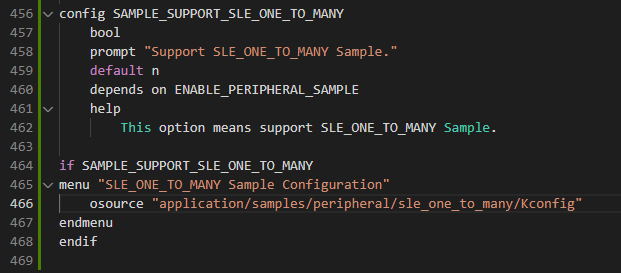 456 config SAMPLE_SUPPORT_SLE_ONE_TO_MANY
457     bool
458     prompt "Support SLE_ONE_TO_MANY Sample."
459     default n
460     depends on ENABLE_PERIPHERAL_SAMPLE
461     help
462         This option means support SLE_ONE_TO_MANY Sample.
463
464 if SAMPLE_SUPPORT_SLE_ONE_TO_MANY
465 menu "SLE_ONE_TO_MANY Sample Configuration"
466     osource "application/samples/peripheral/sle_one_to_many/Kconfig"
467 endmenu
468 endif
469